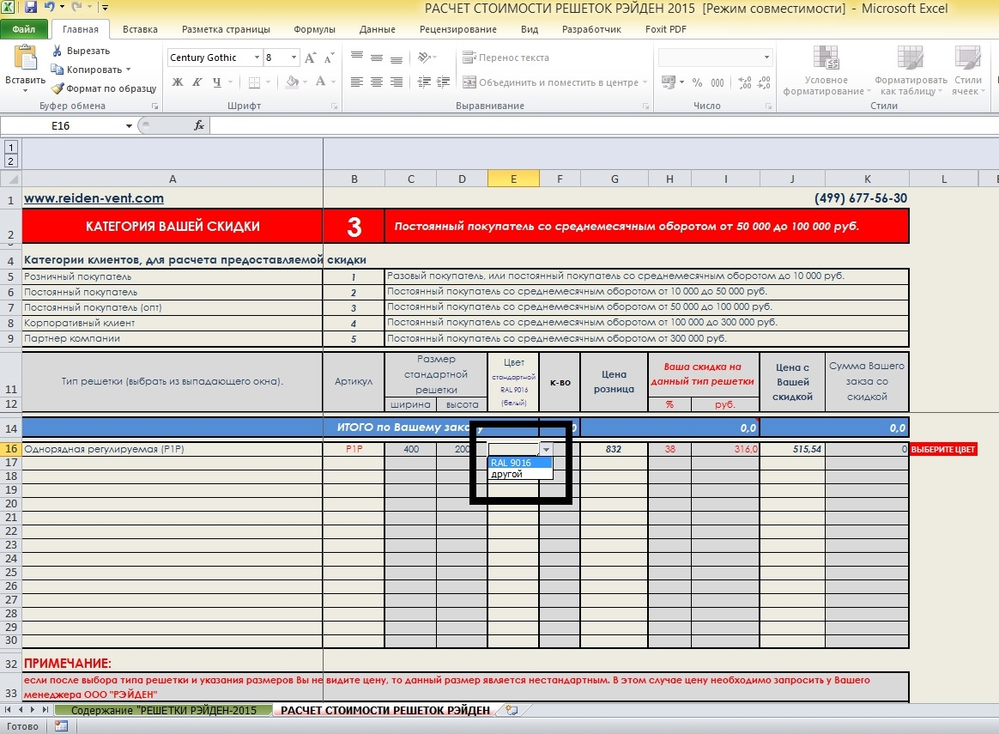 РАСЧЕТ СТОИМОСТИ РЕШЕТОК РЭЙДЕН 2015 [Режим совместимости] - Microsoft Excel
Файл Главная Вставка Разметка страницы Формулы Данные Рецензирование Вид Разработчик Foxit PDF
Вставить
Вырезать
Копировать
Формат по образцу
Буфер обмена
Century Gothic 8
Ж К Ч
Шрифт
Перенос текста
Объединить и поместить в центре
Выравнивание
% 000
Число
Условное форматирование
Форматировать как таблицу
Стили ячеек
Стили
E16 fx
1
2
A B C D E F G H I J K L
1 www.reiden-vent.com (499) 677-56-30
2 КАТЕГОРИЯ ВАШЕЙ СКИДКИ 3 Постоянный покупатель со среднемесячным оборотом от 50 000 до 100 000 руб.
4 Категории клиентов, для расчета предоставляемой скидки
5 Розничный покупатель 1 Разовый покупатель, или постоянный покупатель со среднемесячным оборотом до 10 000 руб.
6 Постоянный покупатель 2 Постоянный покупатель со среднемесячным оборотом от 10 000 до 50 000 руб.
7 Постоянный покупатель (опт) 3 Постоянный покупатель со среднемесячным оборотом от 50 000 до 100 000 руб.
8 Корпоративный клиент 4 Постоянный покупатель со среднемесячным оборотом от 100 000 до 300 000 руб.
9 Партнер компании 5 Постоянный покупатель со среднемесячным оборотом от 300 000 руб.
11
12
Тип решетки (выбрать из выпадающего окна).
Артикул
Размер
стандартной
решетки
ширина высота
Цвет
стандартной
RAL 9016
(белый)
к-во
Цена
розница
Ваша скидка на
данный тип решетки
% руб.
Цена с
Вашей
скидкой
Сумма Вашего
закза со
скидкой
14 ИТОГО по Вашему заказу 0 0,0 0,0
16 Однорядная регулируемая (Р1Р) Р1Р 400 200 832 38 316,0 515,54 0 ВЫБЕРИТЕ ЦВЕТ
RAL 9016
другой
17
18
19
20
21
22
23
24
25
26
27
28
29
30
32 ПРИМЕЧАНИЕ:
33 если после выбора типа решетки и указания размеров Вы не видите цену, то данный размер является нестандартным. В этом случае цену необходимо запросить у Вашего
менеджера ООО "РЭЙДЕН"
Содержание "РЕШЕТКИ РЭЙДЕН-2015 РАСЧЕТ СТОИМОСТИ РЕШЕТОК РЭЙДЕН
Готово